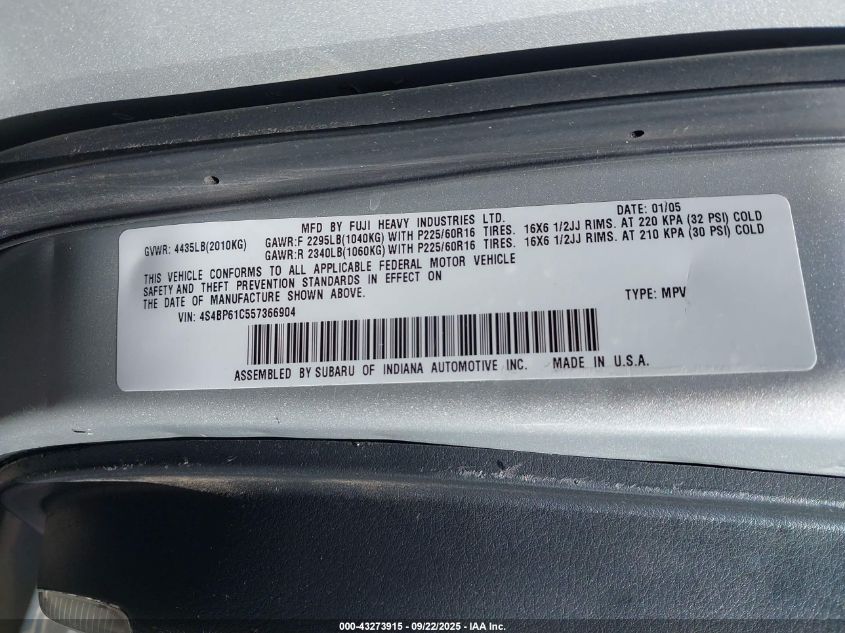 MFD BY FUJI HEAVY INDUSTRIES LTD. DATE: 01/05
GVWR: 4435LB(2010KG) GAWR:F 2295LB(1040KG) WITH P225/60R16 TIRES. 16X6 1/2JJ RIMS. AT 220 KPA (32 PSI) COLD
GAWR:R 2340LB(1060KG) WITH P225/60R16 TIRES. 16X6 1/2JJ RIMS. AT 210 KPA (30 PSI) COLD
THIS VEHICLE CONFORMS TO ALL APPLICABLE FEDERAL MOTOR VEHICLE
SAFETY AND THEFT PREVENTION STANDARDS IN EFFECT ON
THE DATE OF MANUFACTURE SHOWN ABOVE.
TYPE: MPV
VIN: 4S4BP61C557366904
ASSEMBLED BY SUBARU OF INDIANA AUTOMOTIVE INC. MADE IN U.S.A.
000-43273915 - 09/22/2025 - IAA Inc.